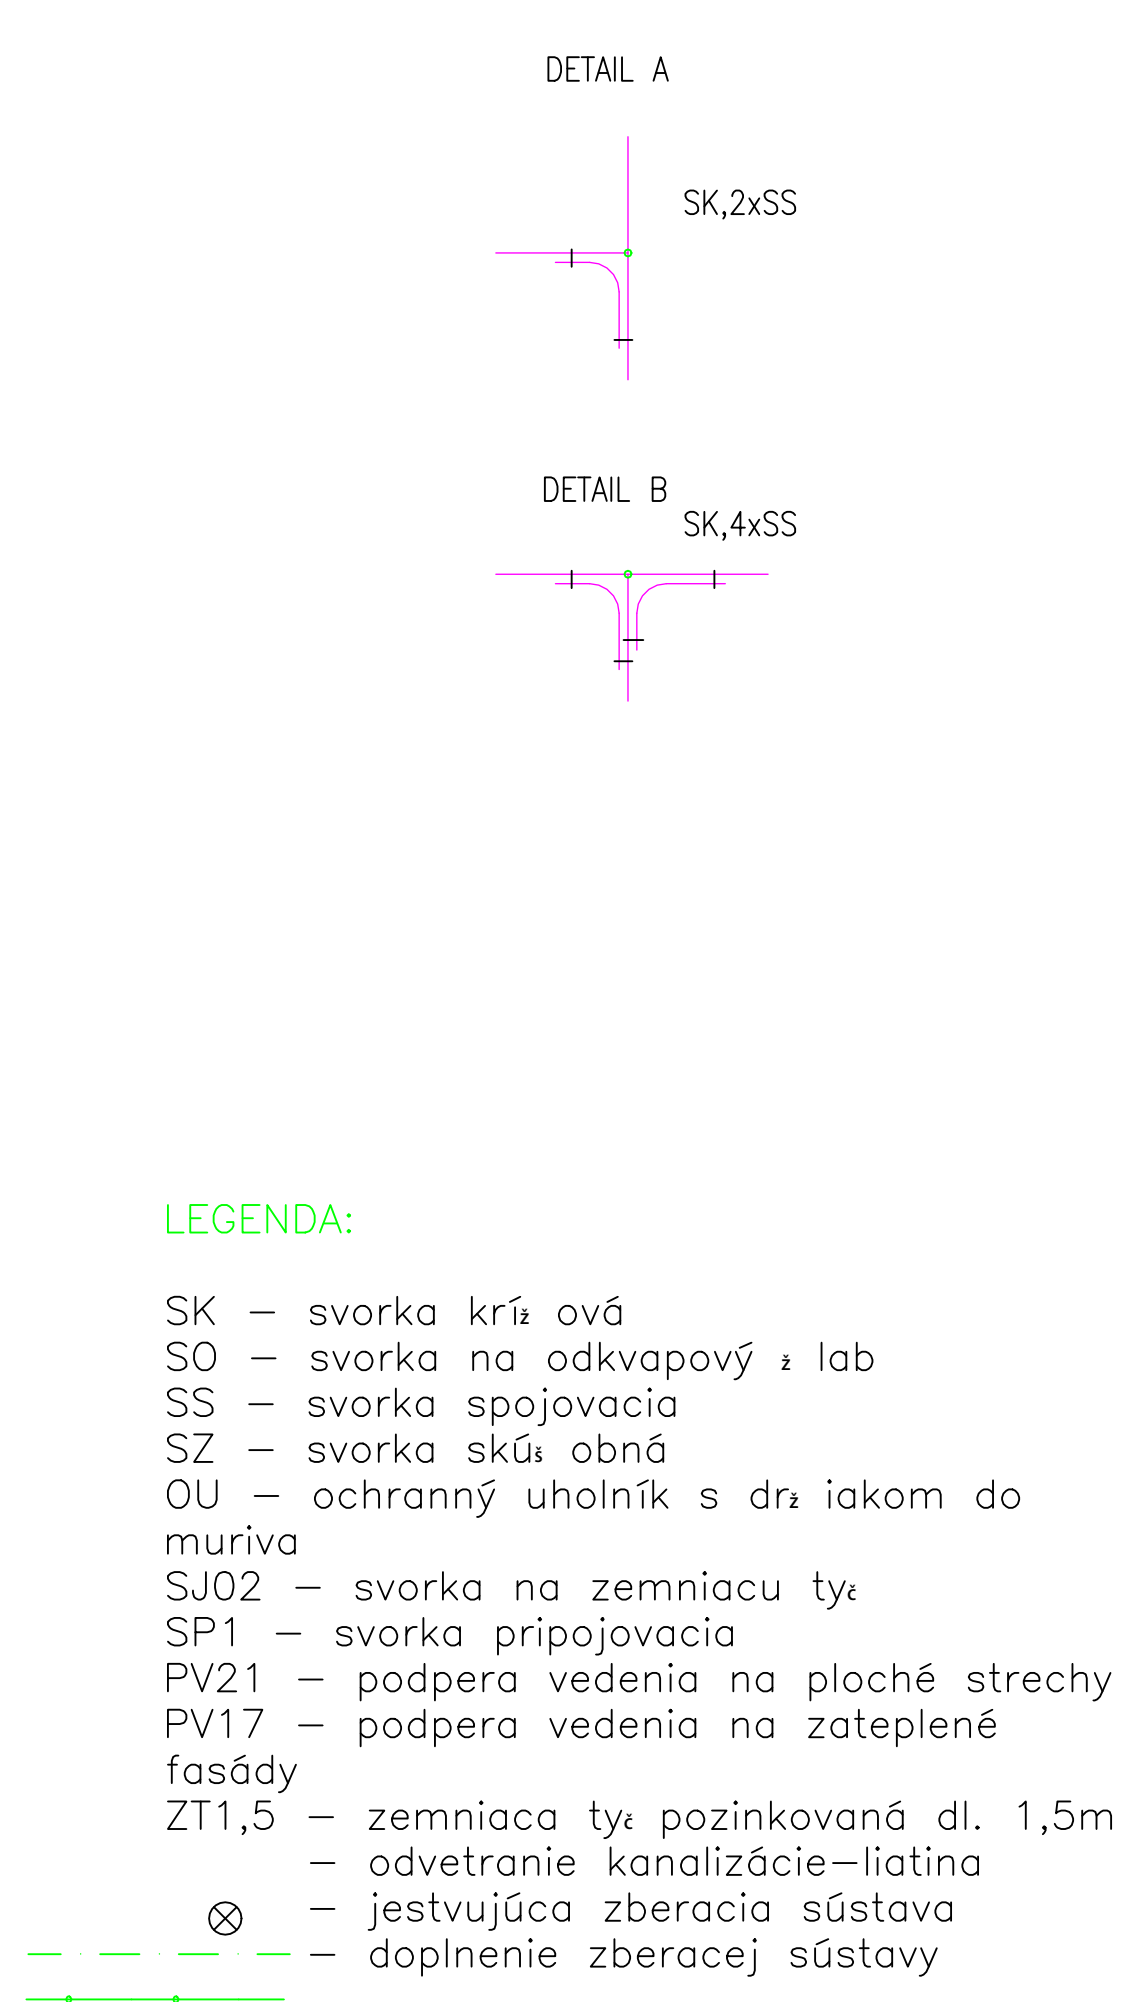 DETAIL A
SK,2xSS
DETAIL B
SK,4xSS
LEGENDA:
SK – svorka krížová
SO – svorka na odkvapový žlab
SS – svorka spojovacia
SZ – svorka skúšobná
OU – ochranný uholník s držiakom do
muriva
SJ02 – svorka na zemniacu tyč
SP1 – svorka pripojovacia
PV21 – podpera vedenia na ploché strechy
PV17 – podpera vedenia na zateplené
fasády
ZT1,5 – zemniaca tyč pozinkovaná dl. 1,5m
– odvetranie kanalizácie–liatina
– jestvujúca zberacia sústava
– doplnenie zberacej sústavy